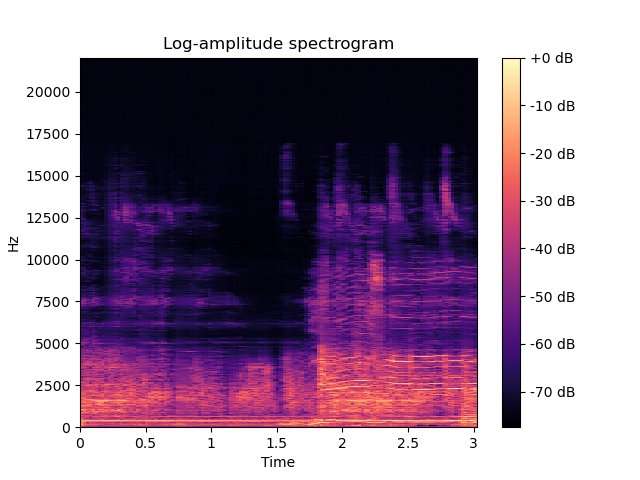 Log-amplitude spectrogram
Hz
20000
17500
15000
12500
10000
7500
5000
2500
0
0 0.5 1 1.5 2 2.5 3
Time
+0 dB
-10 dB
-20 dB
-30 dB
-40 dB
-50 dB
-60 dB
-70 dB